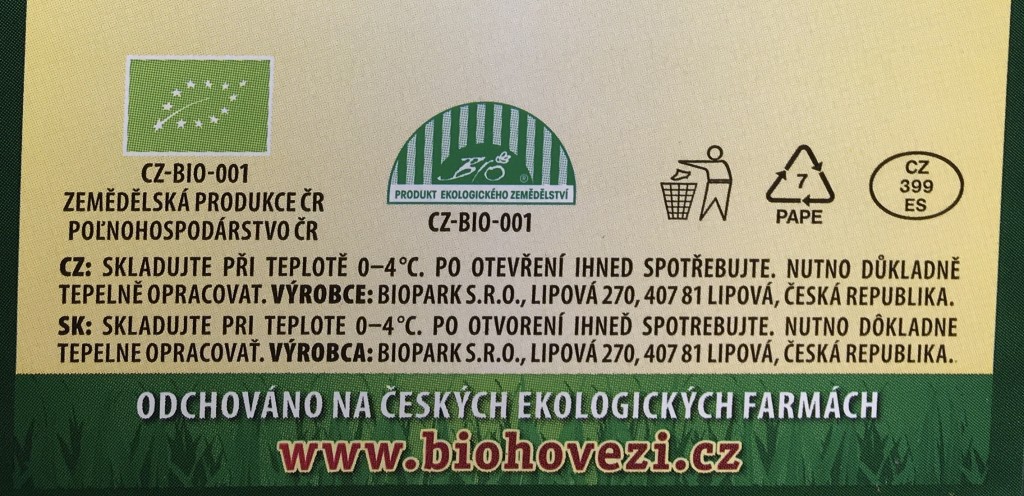 CZ-BIO-001
ZEMĚDĚLSKÁ PRODUKCE ČR
POĽNOHOSPODÁRSTVO ČR
BIO ®
PRODUKT EKOLOGICKÉHO ZEMĚDĚLSTVÍ
CZ-BIO-001
7
PAPE
CZ
399
ES
CZ: SKLADUJTE PŘI TEPLOTĚ 0–4°C. PO OTEVŘENÍ IHNED SPOTŘEBUJTE. NUTNO DŮKLADNĚ
TEPELNĚ OPRACOVAT. VÝROBCE: BIOPARK S.R.O., LIPOVÁ 270, 407 81 LIPOVÁ, ČESKÁ REPUBLIKA.
SK: SKLADUJTE PRI TEPLOTE 0–4°C. PO OTVORENÍ IHNEĎ SPOTREBUJTE. NUTNO DÔKLADNE
TEPELNE OPRACOVAŤ. VÝROBCA: BIOPARK S.R.O., LIPOVÁ 270, 407 81 LIPOVÁ, ČESKÁ REPUBLIKA.
ODCHOVÁNO NA ČESKÝCH EKOLOGICKÝCH FARMÁCH
www.biohovezi.cz